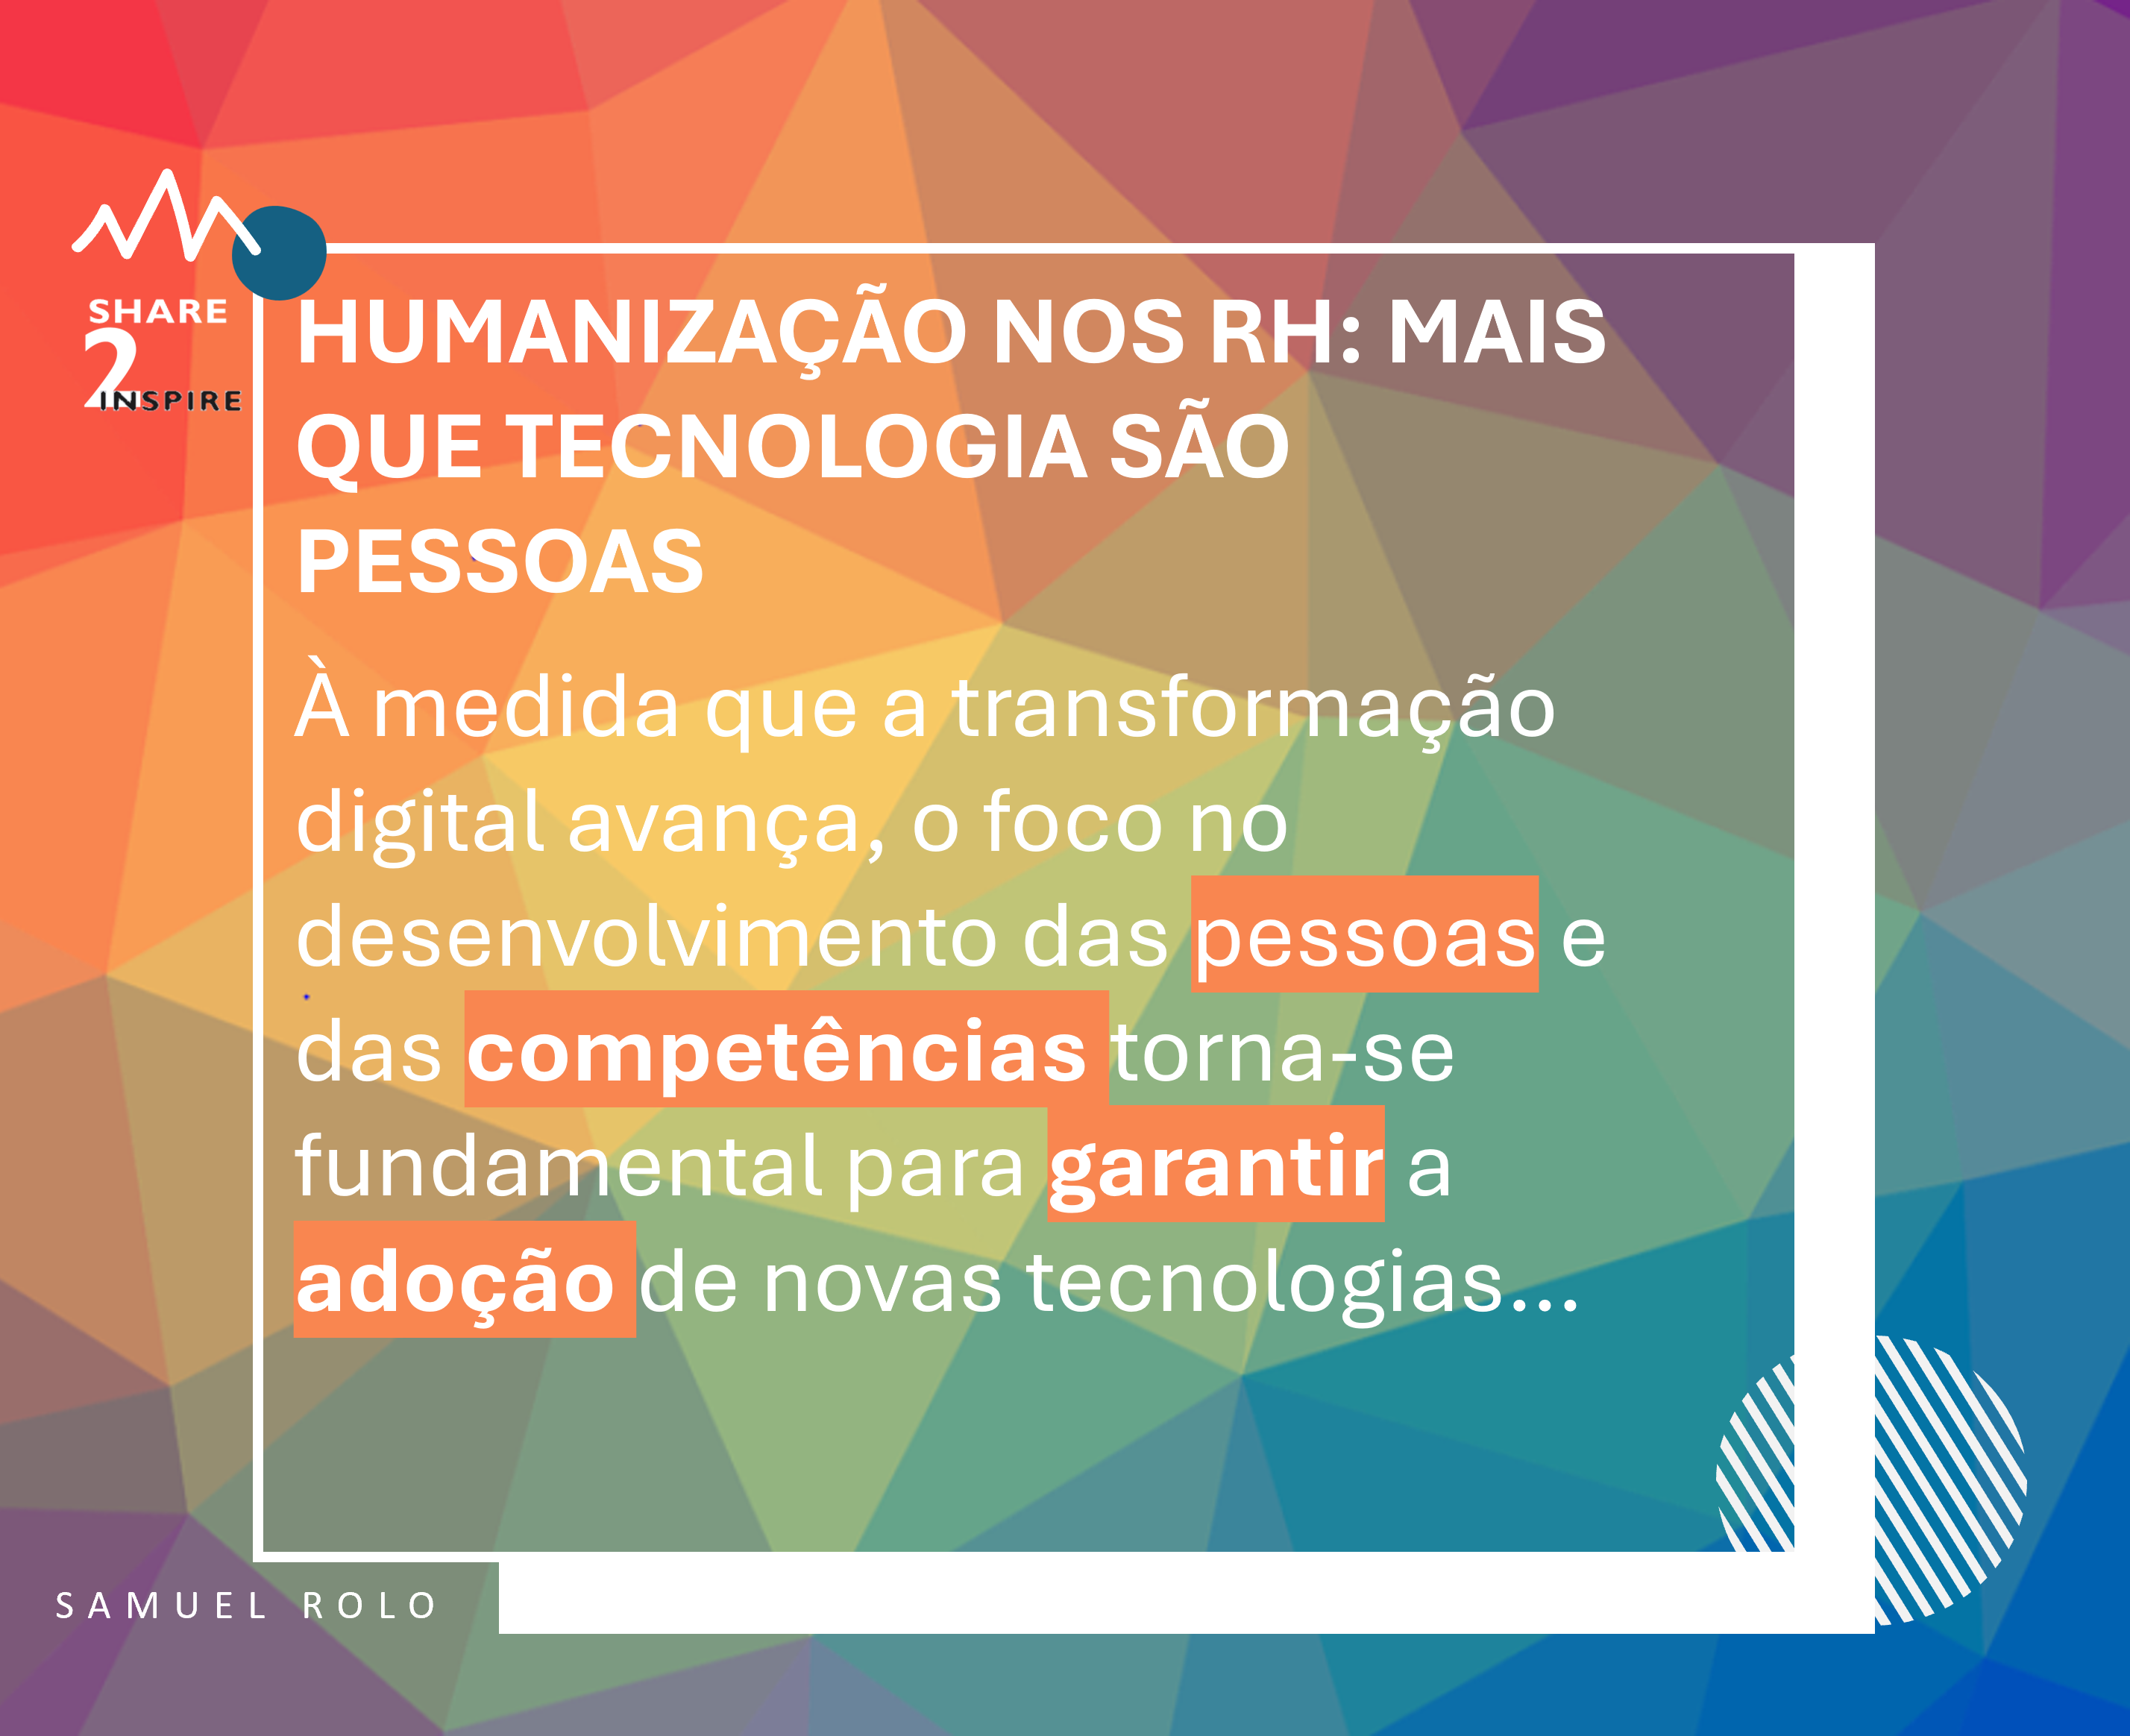 SHARE
2
INSPIRE
HUMANIZAÇÃO NOS RH: MAIS
QUE TECNOLOGIA SÃO
PESSOAS
À medida que a transformação
digital avança, o foco no
desenvolvimento das pessoas e
das competências torna-se
fundamental para garantir a
adoção de novas tecnologias...
SAMUEL ROLO